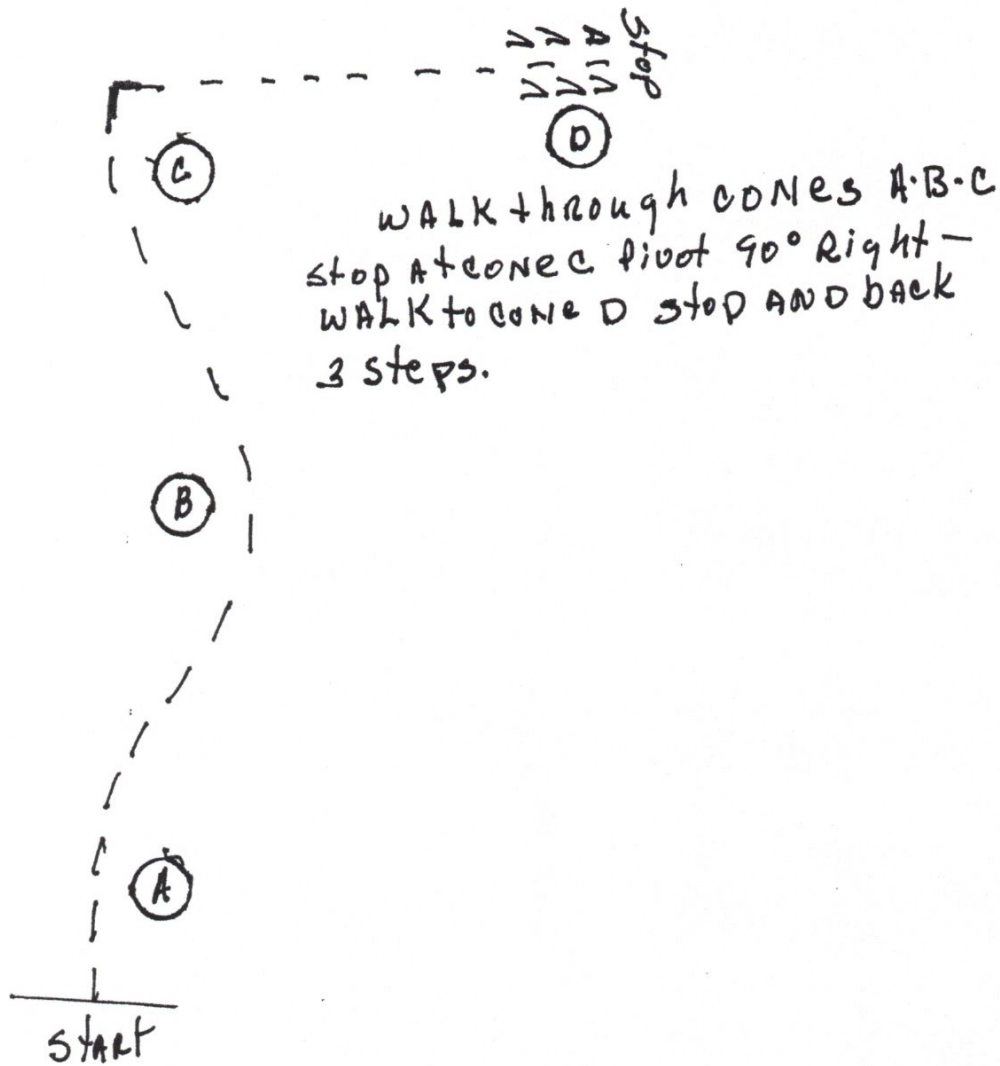 Stop
C
D
WALK through CONES A·B·C
Stop At CONE C Pivot 90° Right —
WALK to CONE D Stop AND back
3 Steps.
B
A
StARt